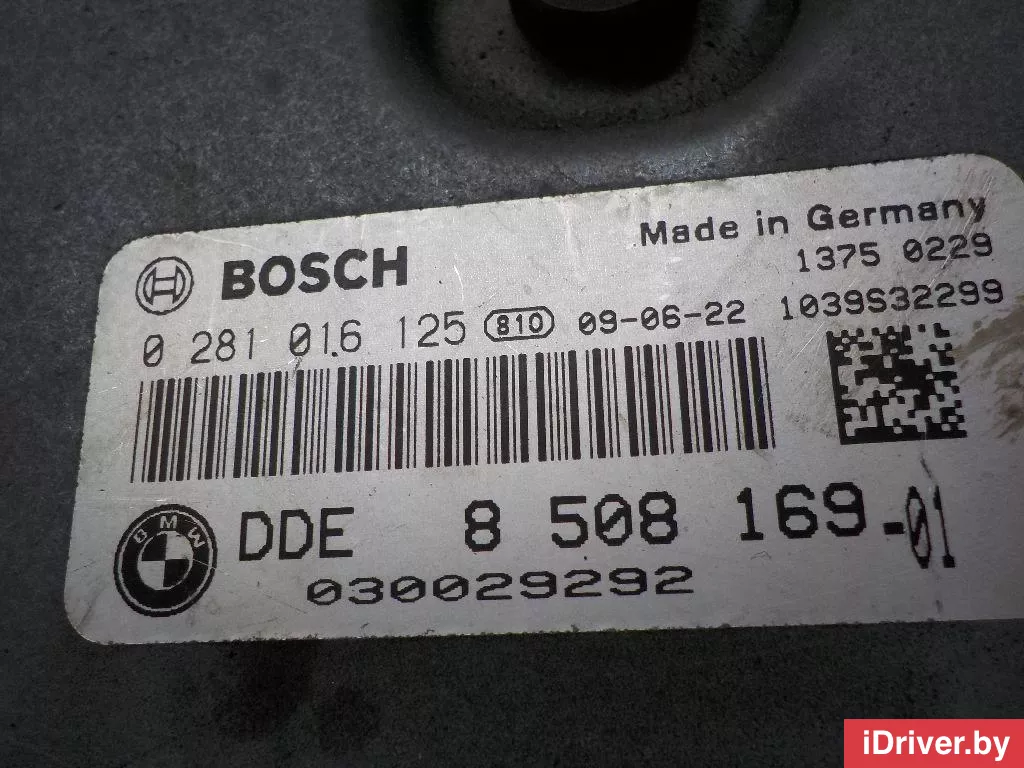 BOSCH
Made in Germany
1375 0229
0 281 016 125 810 09-06-22 1039S32299
BMW
DDE 8 508 169-01
030029292
iDriver.by